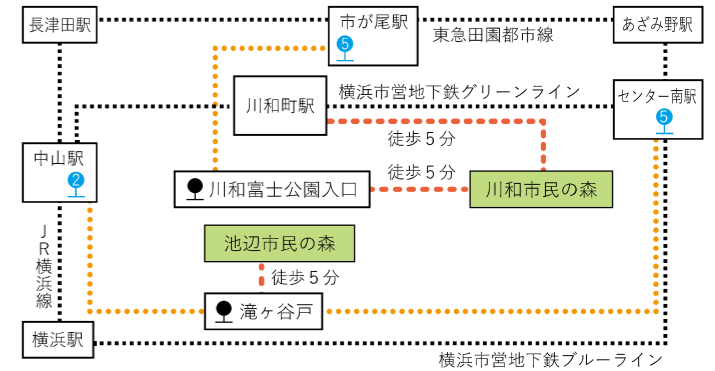 長津田駅
市が尾駅
5
東急田園都市線
あざみ野駅
川和町駅
横浜市営地下鉄グリーンライン
センター南駅
5
徒歩5分
中山駅
2
川和富士公園入口
徒歩5分
川和市民の森
JR横浜線
池辺市民の森
徒歩5分
滝ヶ谷戸
横浜駅
横浜市営地下鉄ブルーライン